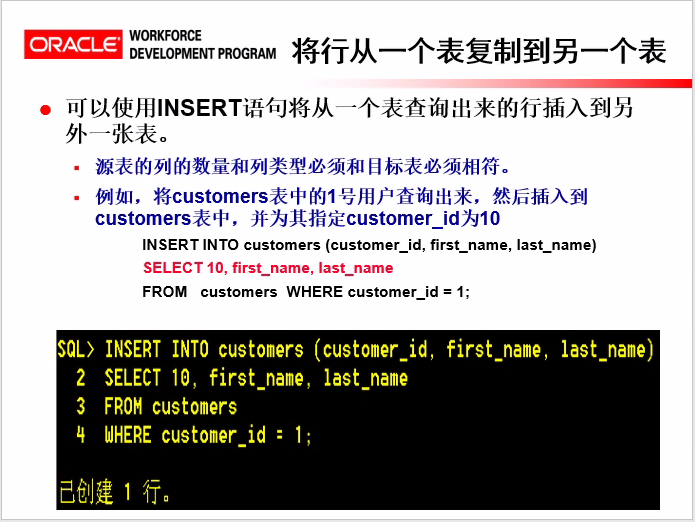 ORACLE WORKFORCE
DEVELOPMENT PROGRAM
将行从一个表复制到另一个表
可以使用INSERT语句将从一个表查询出来的行插入到另
外一张表。
源表的列的数量和列类型必须和目标表必须相符。
例如，将customers表中的1号用户查询出来，然后插入到
customers表中，并为其指定customer_id为10
INSERT INTO customers (customer_id, first_name, last_name)
SELECT 10, first_name, last_name
FROM customers WHERE customer_id = 1;
SQL> INSERT INTO customers (customer_id, first_name, last_name)
2 SELECT 10, first_name, last_name
3 FROM customers
4 WHERE customer_id = 1;
已创建 1 行。